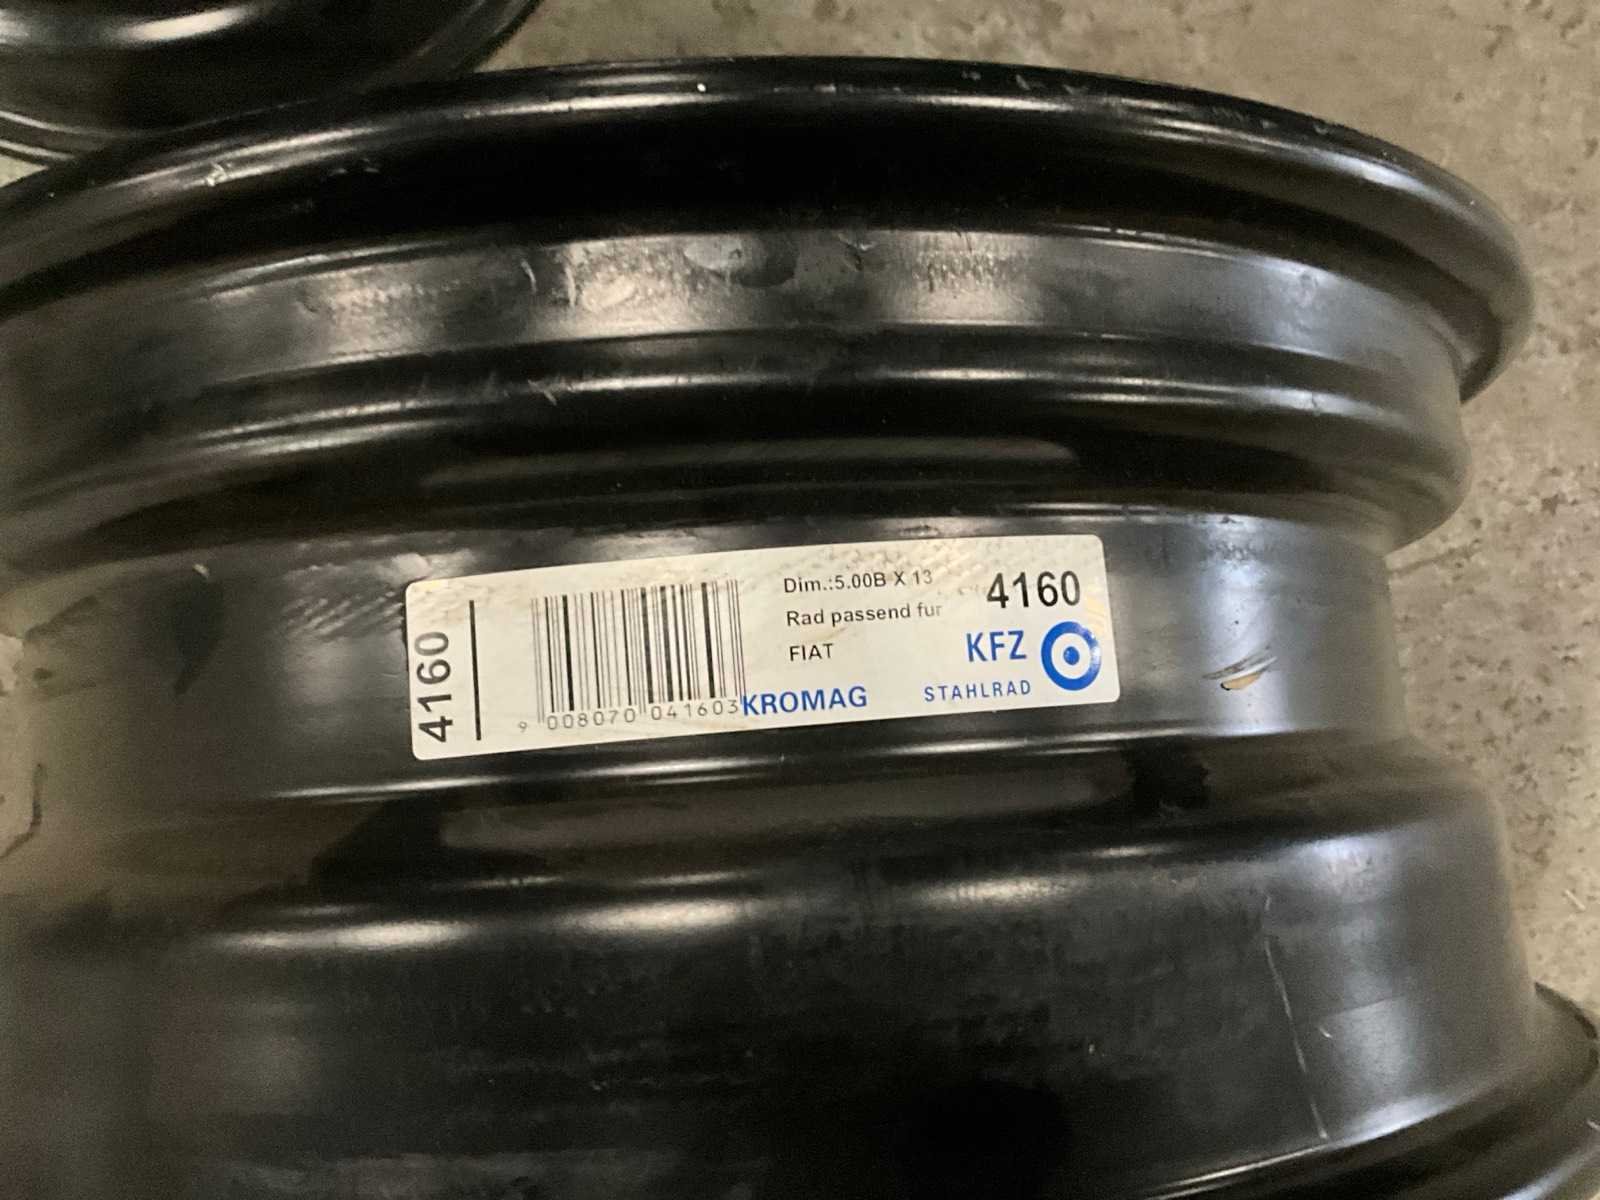 4160
9 008070 041603
Dim.:5.00B X 13
Rad passend fur
FIAT
KROMAG
4160
KFZ
STAHLRAD